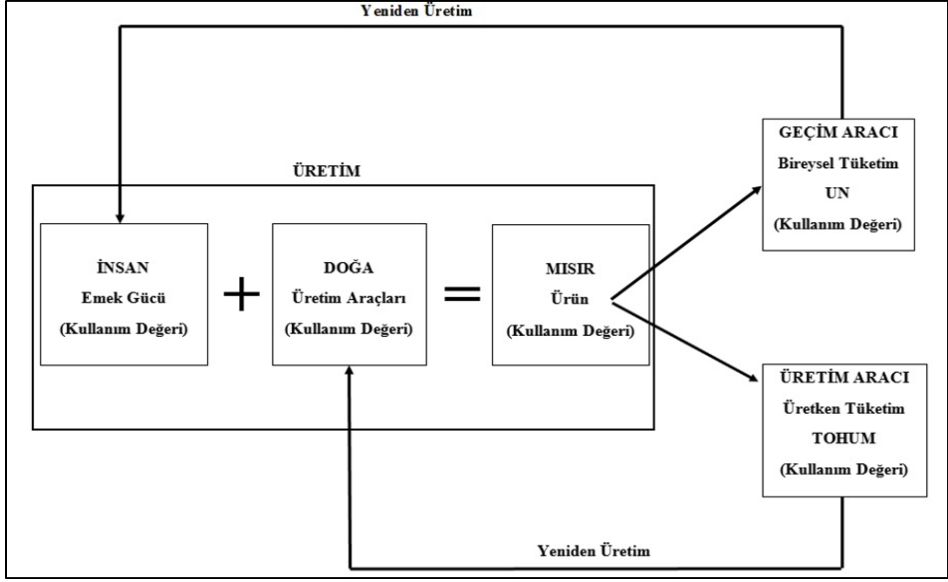 Yeniden Üretim
ÜRETİM
İNSAN
Emek Gücü
(Kullanım Değeri)
+
DOĞA
Üretim Araçları
(Kullanım Değeri)
=
MISIR
Ürün
(Kullanım Değeri)
GEÇİM ARACI
Bireysel Tüketim
UN
(Kullanım Değeri)
ÜRETİM ARACI
Üretken Tüketim
TOHUM
(Kullanım Değeri)
Yeniden Üretim